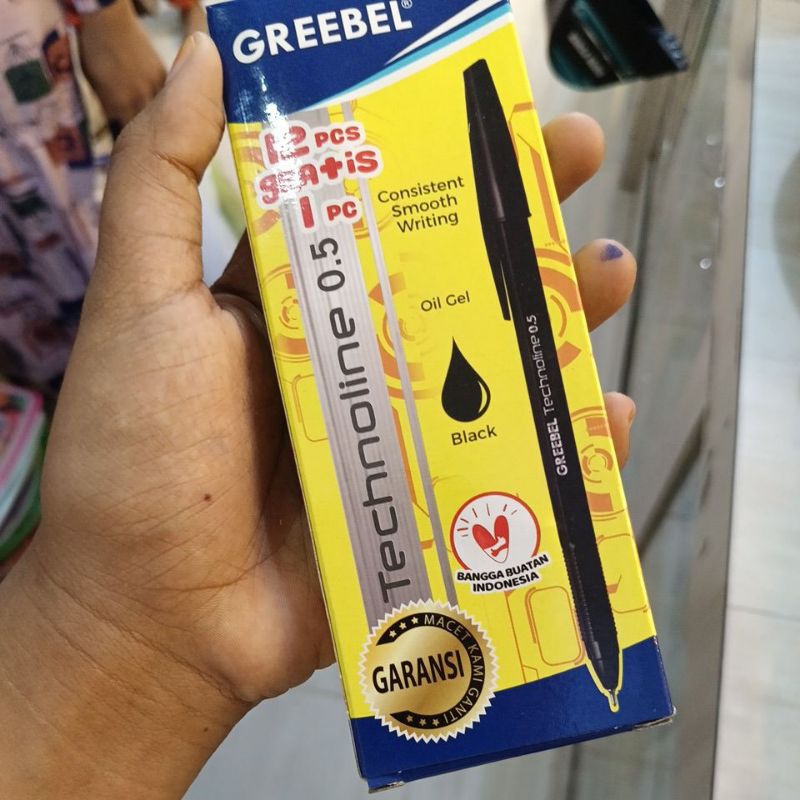 GREEBEL®
12 PCS
gRAtiS
1 PC
Consistent
Smooth
Writing
Technoline 0.5
Oil Gel
Black
GREEBEL Technoline 0.5
BANGGA BUATAN
INDONESIA
MACET KAMI GANTI
GARANSI